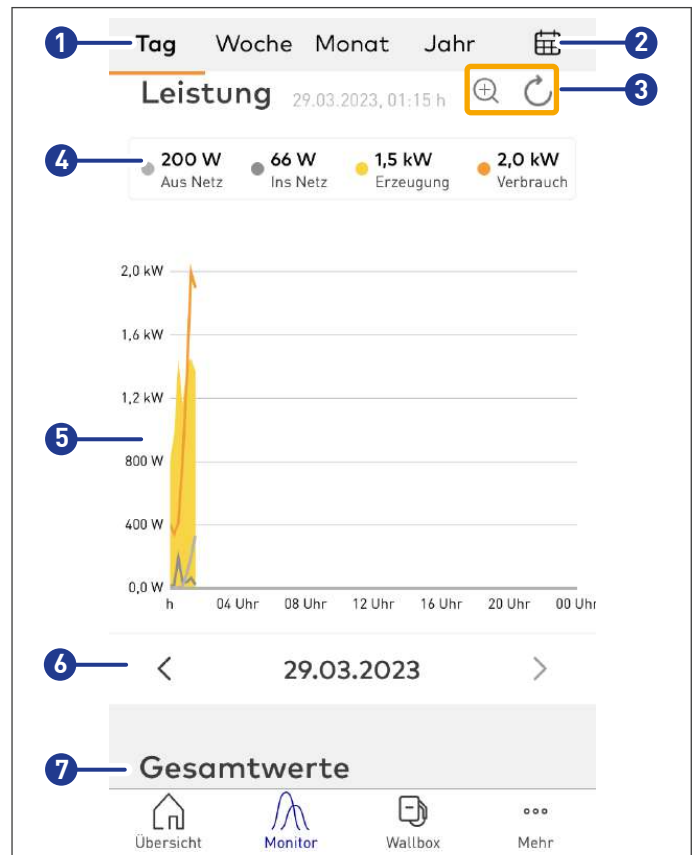 1 Tag Woche Monat Jahr 2
Leistung 29.03.2023, 01:15 h 3
4 200 W 66 W 1,5 kW 2,0 kW
Aus Netz Ins Netz Erzeugung Verbrauch
2,0 kW
1,6 kW
1,2 kW
5
800 W
400 W
0,0 W
h 04 Uhr 08 Uhr 12 Uhr 16 Uhr 20 Uhr 00 Uhr
6 < 29.03.2023 >
7 Gesamtwerte
Übersicht Monitor Wallbox Mehr